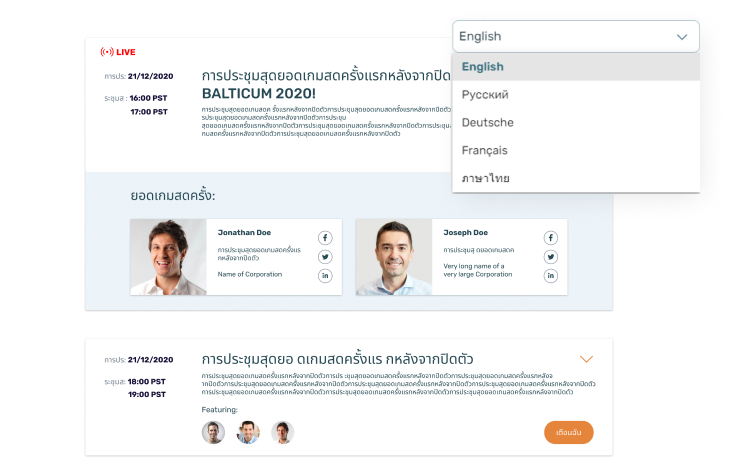 English
English
Русский
Deutsche
Français
ภาษาไทย
LIVE
การประ: 21/12/2020
ระชุมส : 16:00 PST
17:00 PST
การประชุมสุดยอดเกมสดครั้งแรกหลังจากปิด
BALTICUM 2020!
การประชุมสุดยอดเกมสดค รั้งแรกหลังจากปิดตัวการประชุมสุดยอดเกมสดครั้งแรกหลังจากปิดตัว
รประชุมสุดยอดเกมสดครั้งแรกหลังจากปิดตัวการประชุม
สุดยอดเกมสดครั้งแรกหลังจากปิดตัวการประชุมสุดยอดเกมสดครั้งแรกหลังจากปิดตัวการประชุม
กมสดครั้งแรกหลังจากปิดตัวการประชุมสุดยอดเกมสดครั้งแรกหลังจากปิดตัว
ยอดเกมสดครั้ง:
Jonathan Doe
การประชุมสุดยอดเกมสดครั้งแร
กหลังจากปิดตัว
Name of Corporation
Joseph Doe
การประชุมสุ ดยอดเกมสดค
Very long name of a
very large Corporation
การประ: 21/12/2020
ระชุมส: 18:00 PST
19:00 PST
การประชุมสุดยอ ดเกมสดครั้งแร กหลังจากปิดตัว
การประชุมสุดยอดเกมสดครั้งแรกหลังจากปิดตัวการประ ะชุมสุดยอดเกมสดครั้งแรกหลังจากปิดตัวการประชุมสุดยอดเกมสดครั้งแรกหลังจ
ากปิดตัวการประชุมสุดยอดเกมสดครั้งแรกหลังจากปิดตัวการประชุมสุดยอดเกมสดครั้งแรกหลังจากปิดตัวการประชุมสุดยอดเกมสดครั้งแรกหลังจากปิดตัว
การประชุมสุดยอดเกมสดครั้งแรกหลังจากปิดตัวการประชุมสุดยอดเกมสดครั้งแรกหลังจากปิดตัวการประชุมสุดยอดเกมสดครั้งแรกหลังจากปิดตัว
Featuring:
เตือนฉัน